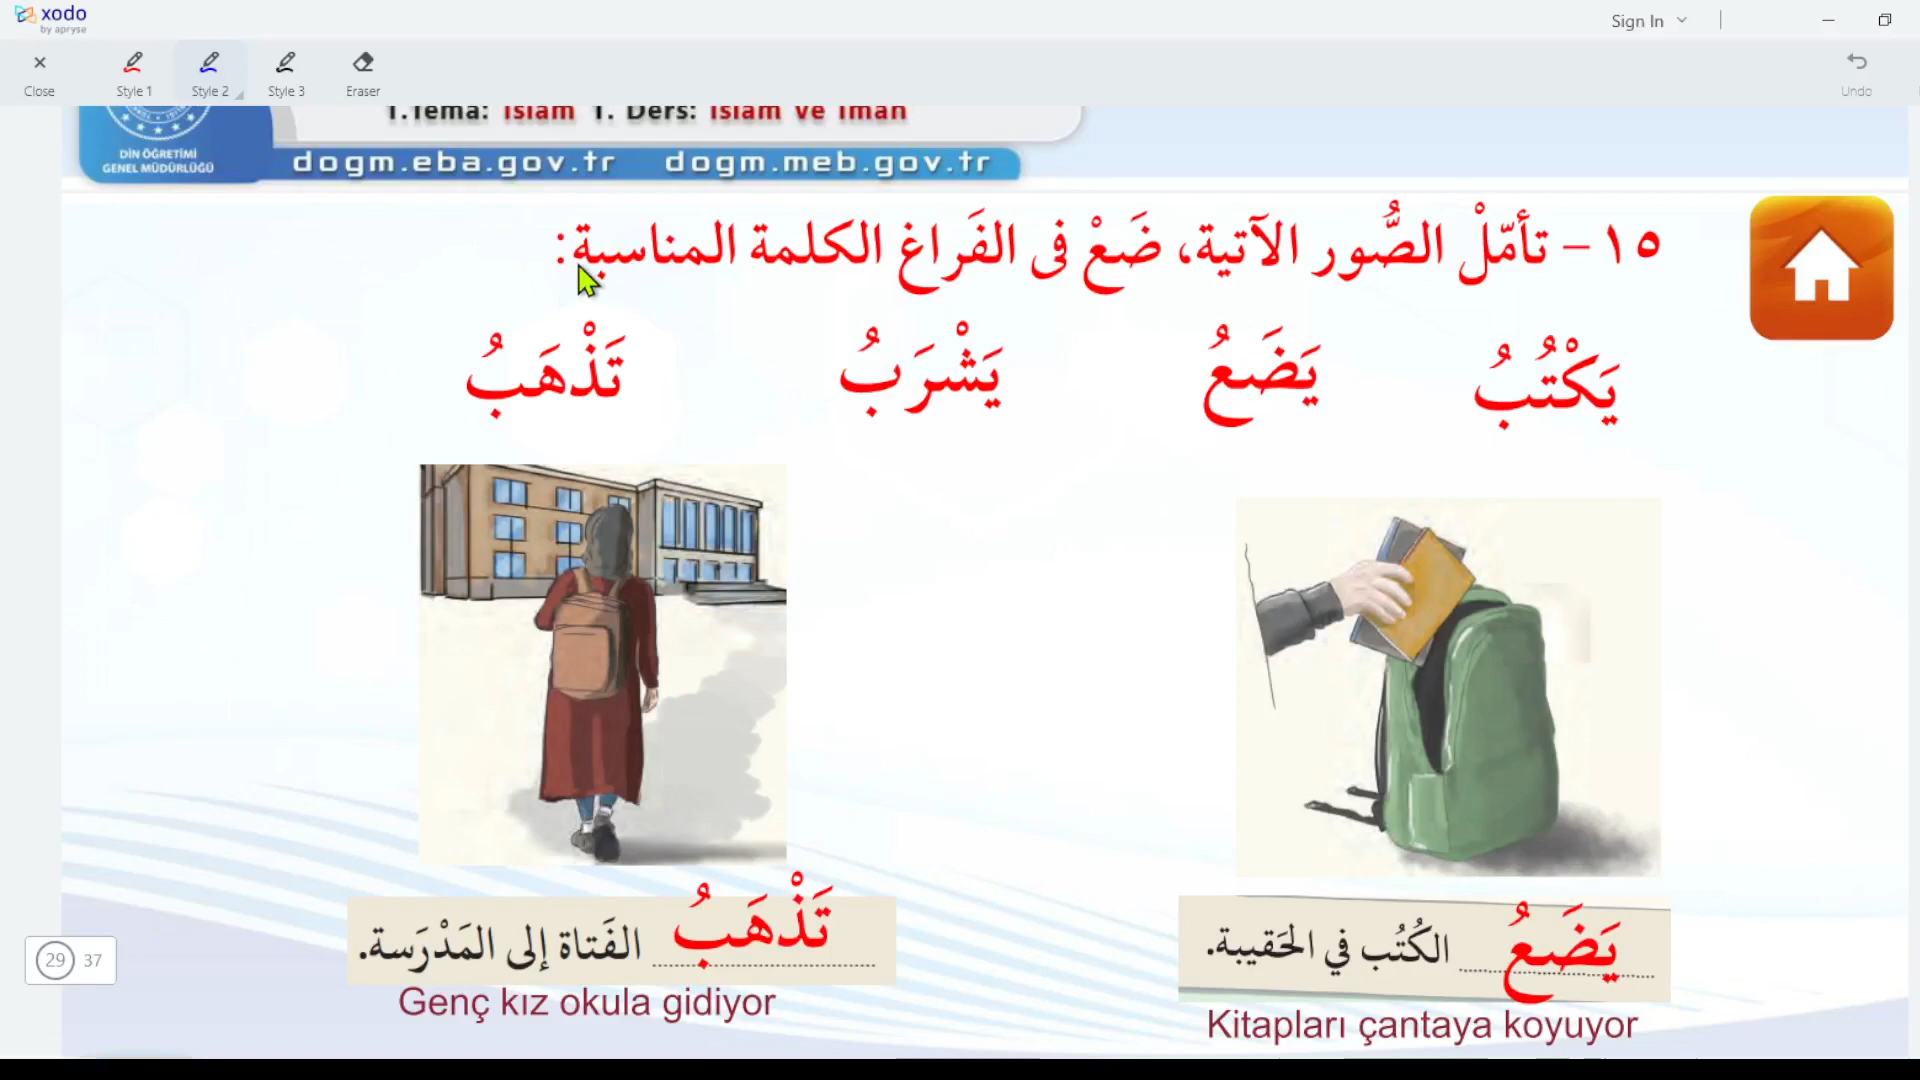 xodo
by apryse
Sign In
Close
Style 1
Style 2
Style 3
Eraser
Undo
1.Tema: İslam 1. Ders: İslam ve İman
DİN ÖĞRETİMİ
GENEL MÜDÜRLÜĞÜ
dogm.eba.gov.tr dogm.meb.gov.tr
١٥ – تأمّلْ الصُّور الآتية، ضَعْ فى الفَراغ الكلمة المناسبة:
يَكْتُبُ يَضَعُ يَشْرَبُ تَذْهَبُ
يَضَعُ الكُتُب في الحَقيبة.
Kitapları çantaya koyuyor
تَذْهَبُ الفَتاة إلى المَدْرَسة.
Genç kız okula gidiyor
29 37